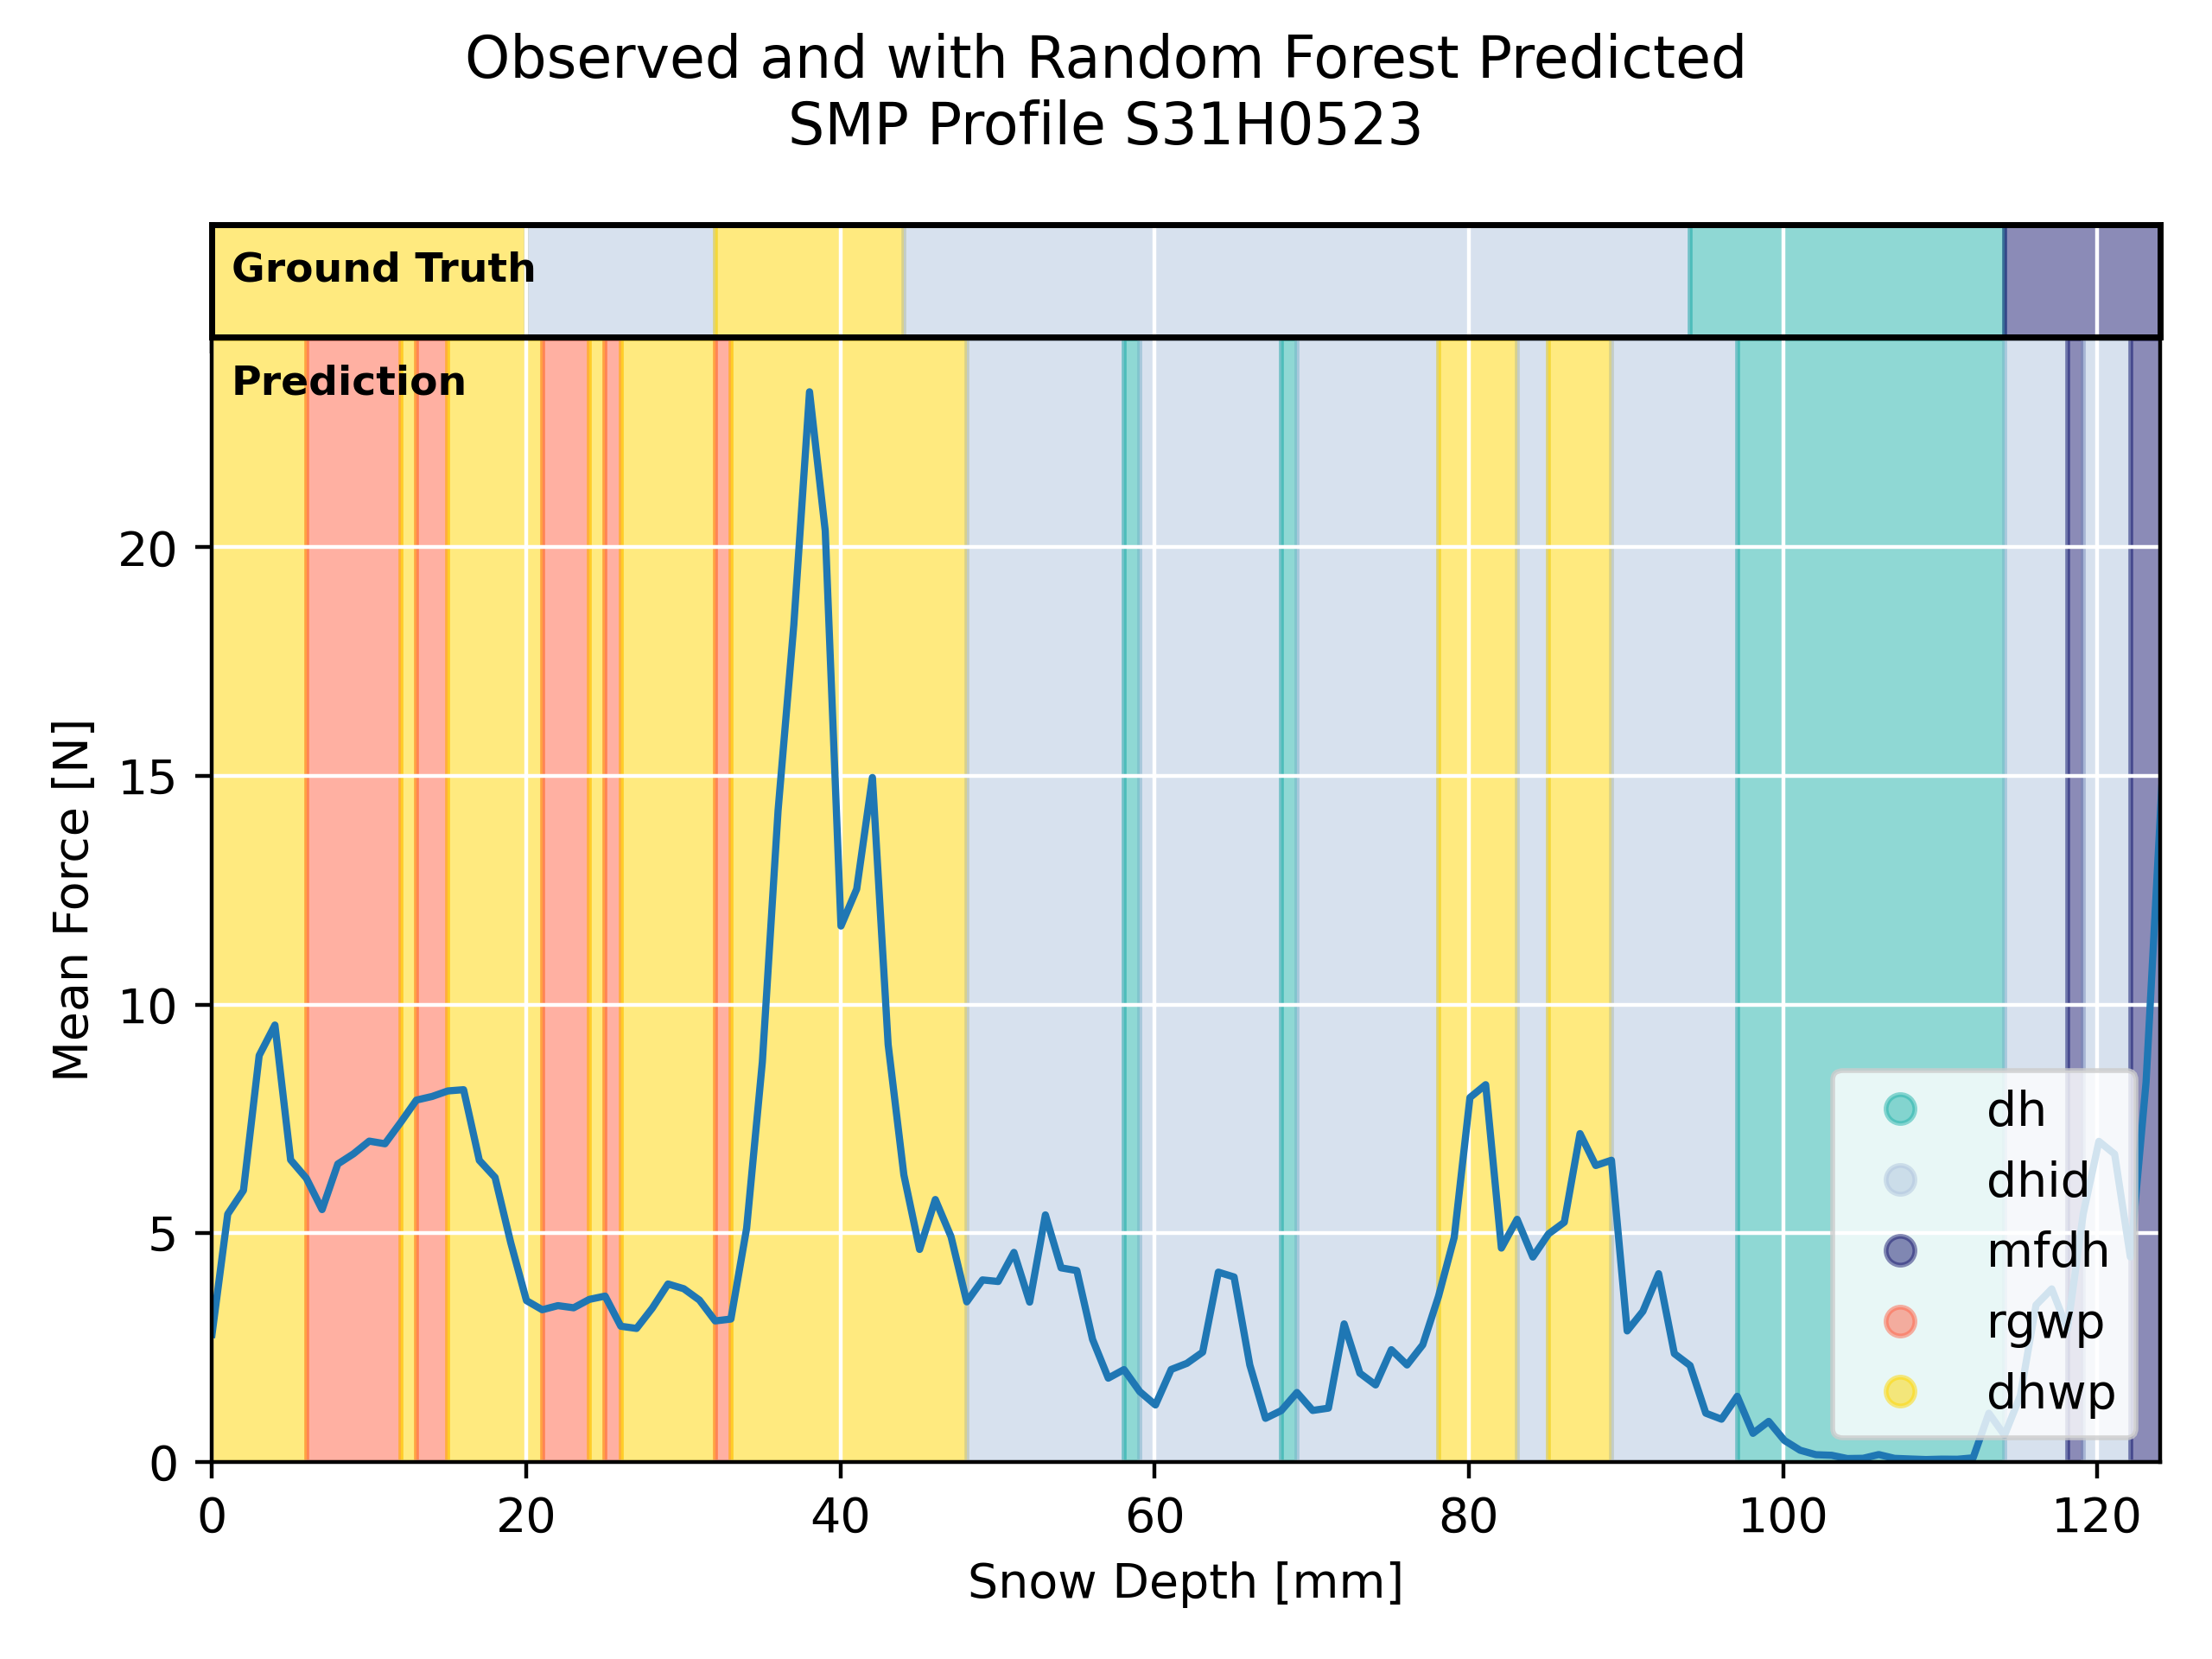 Observed and with Random Forest Predicted
SMP Profile S31H0523
Ground Truth
Prediction
20
15
10
5
0
Mean Force [N]
dh
dhid
mfdh
rgwp
dhwp
0 20 40 60 80 100 120
Snow Depth [mm]